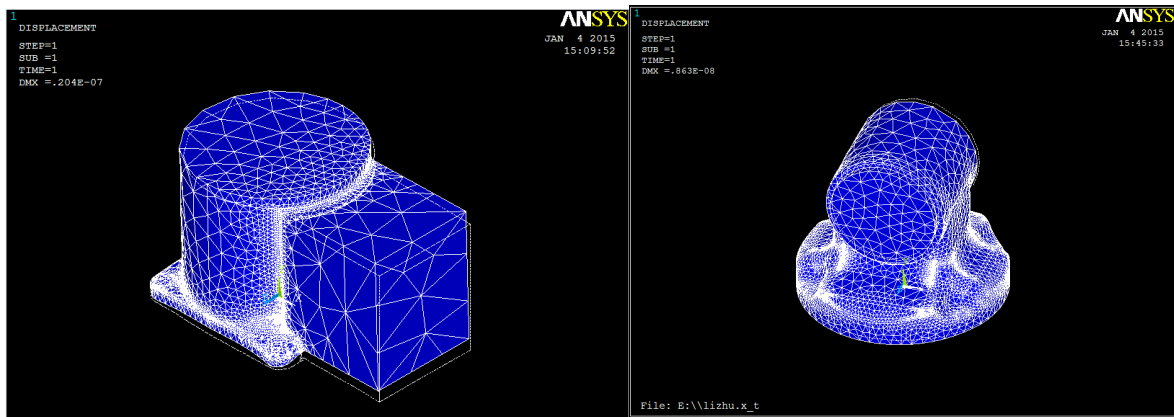 1
DISPLACEMENT
STEP=1
SUB =1
TIME=1
DMX =.204E-07
ANSYS
JAN 4 2015
15:09:52
1
DISPLACEMENT
STEP=1
SUB =1
TIME=1
DMX =.863E-08
ANSYS
JAN 4 2015
15:45:33
File: E:\\lizhu.x_t